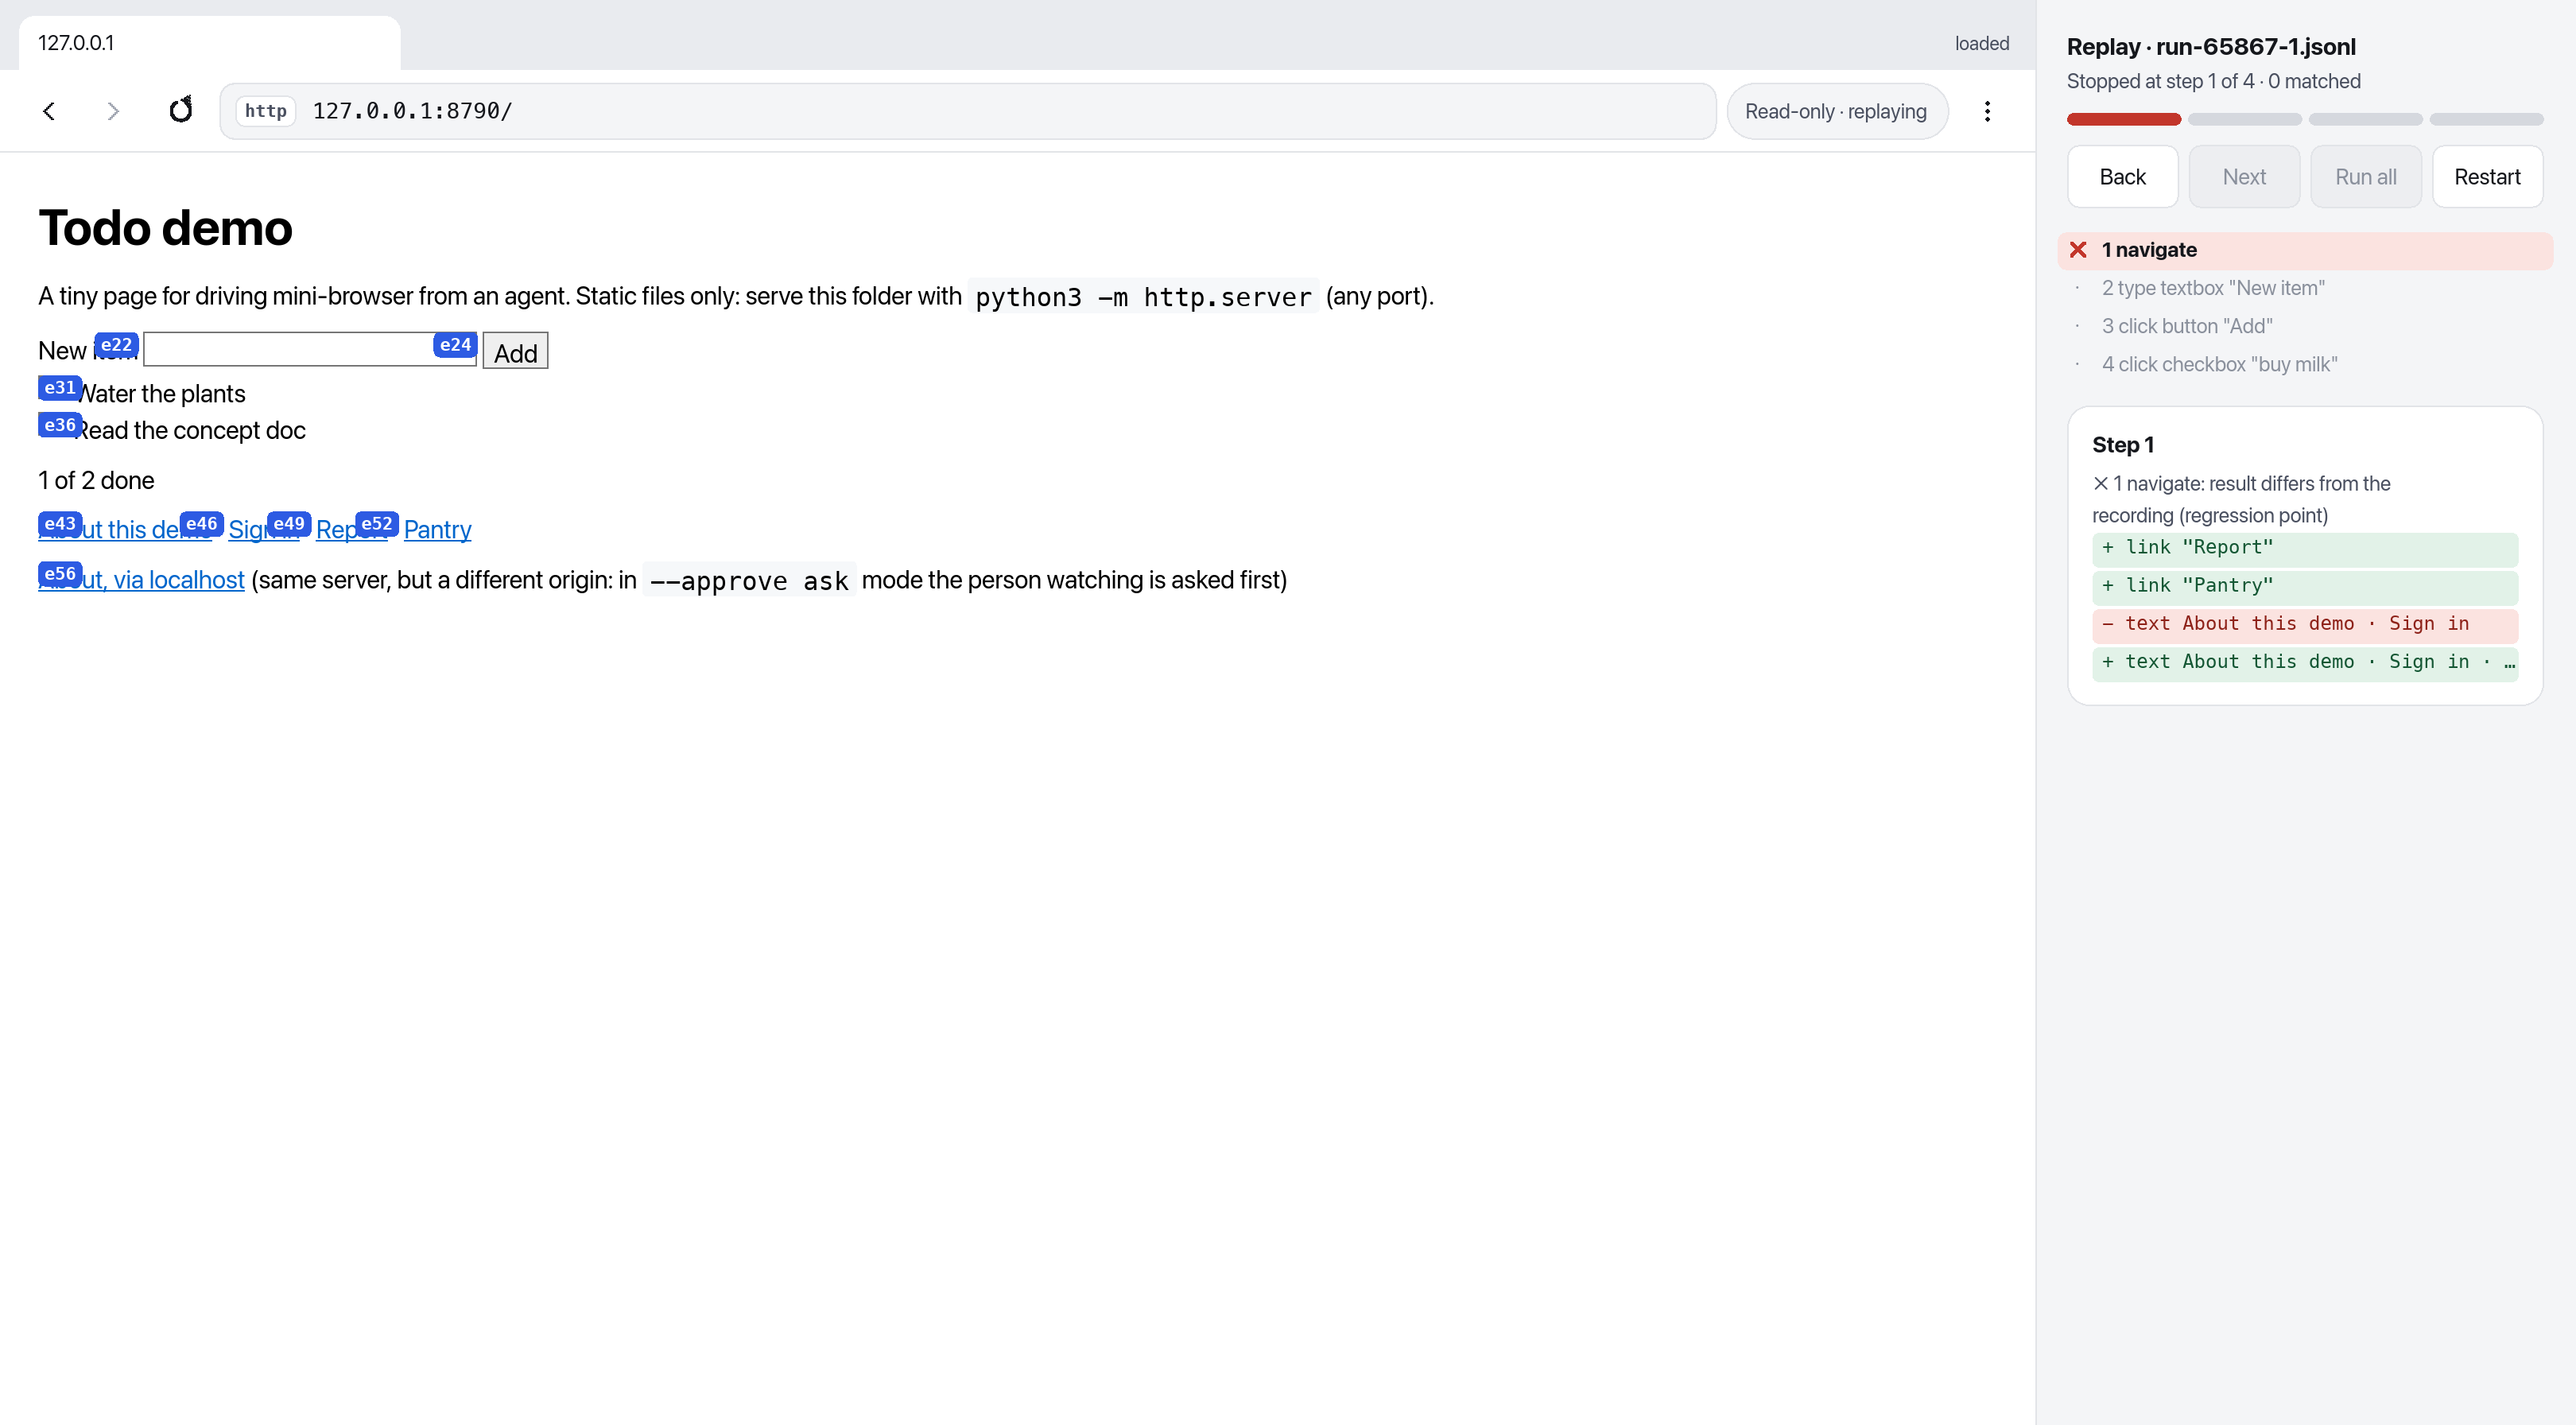 127.0.0.1
loaded
http 127.0.0.1:8790/
Read-only · replaying
Todo demo
A tiny page for driving mini-browser from an agent. Static files only: serve this folder with python3 -m http.server (any port).
New e22 e24 Add
e31 Water the plants
e36 Read the concept doc
1 of 2 done
e43 ut this de e46 Sig e49 Rep e52 Pantry
e56 ut, via localhost (same server, but a different origin: in --approve ask mode the person watching is asked first)
Replay · run-65867-1.jsonl
Stopped at step 1 of 4 · 0 matched
Back Next Run all Restart
1 navigate
· 2 type textbox "New item"
· 3 click button "Add"
· 4 click checkbox "buy milk"
Step 1
× 1 navigate: result differs from the
recording (regression point)
+ link "Report"
+ link "Pantry"
− text About this demo · Sign in
+ text About this demo · Sign in · …